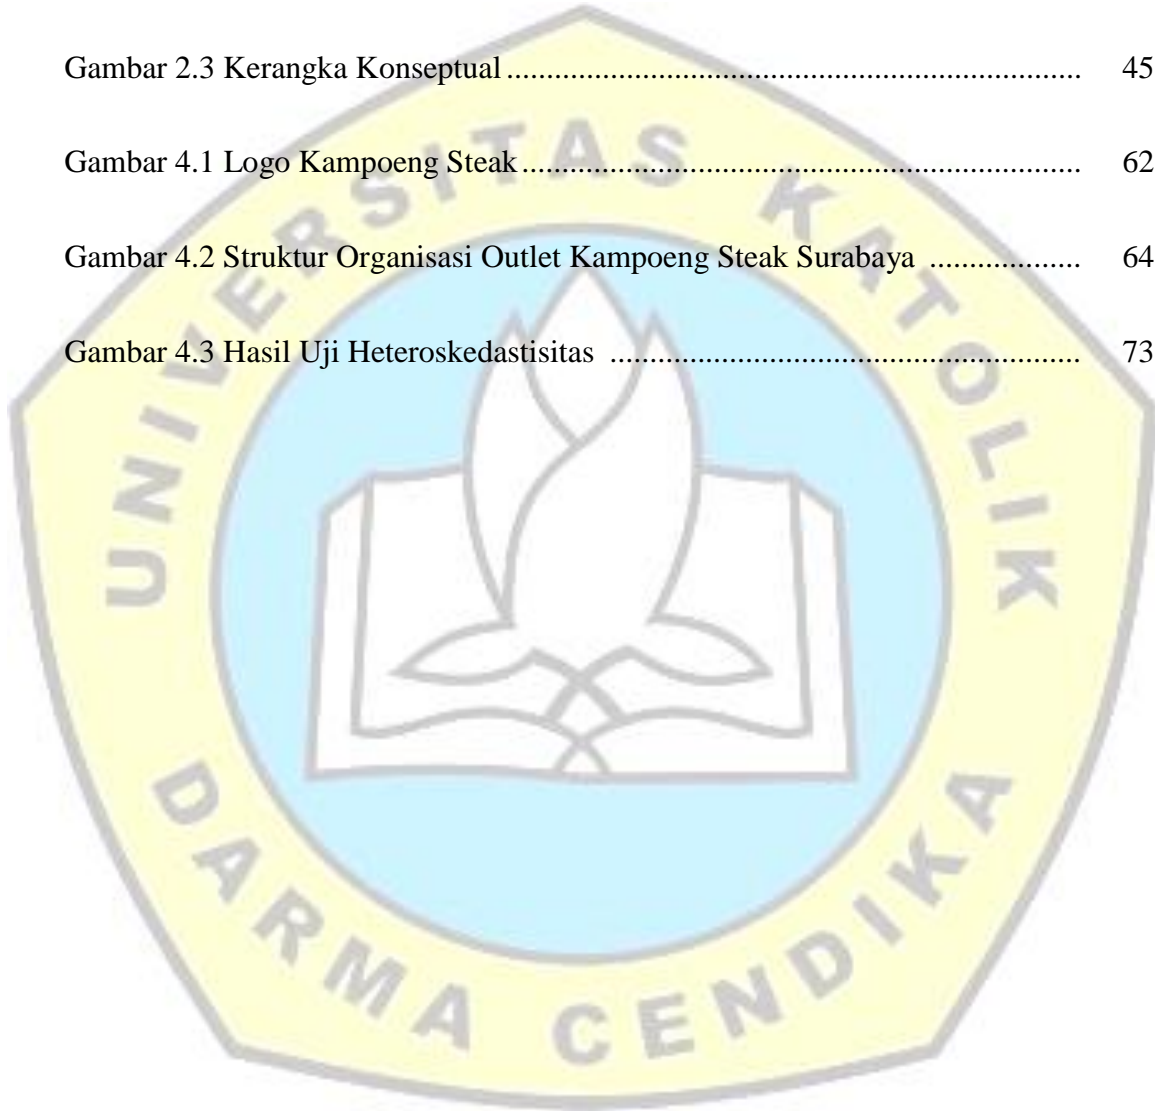 Gambar 2.3 Kerangka Konseptual ............................................................................ 45
Gambar 4.1 Logo Kampoeng Steak ......................................................................... 62
Gambar 4.2 Struktur Organisasi Outlet Kampoeng Steak Surabaya ................... 64
Gambar 4.3 Hasil Uji Heteroskedastisitas ................................................. 73
UNIVERSITAS KATOLIK
DARMA CENDIKA